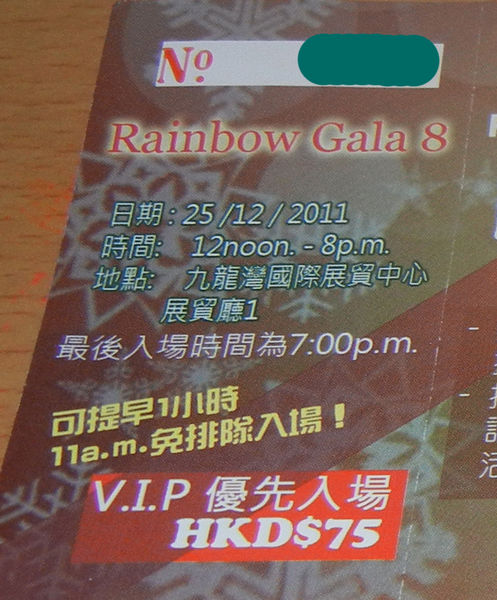 No.
Rainbow Gala 8
日期 : 25 /12 / 2011
時間: 12noon. - 8p.m.
地點: 九龍灣國際展貿中心
展貿廳1
最後入場時間為7:00p.m.
可提早1小時
11a.m.免排隊入場！
V.I.P 優先入場
HKD$75